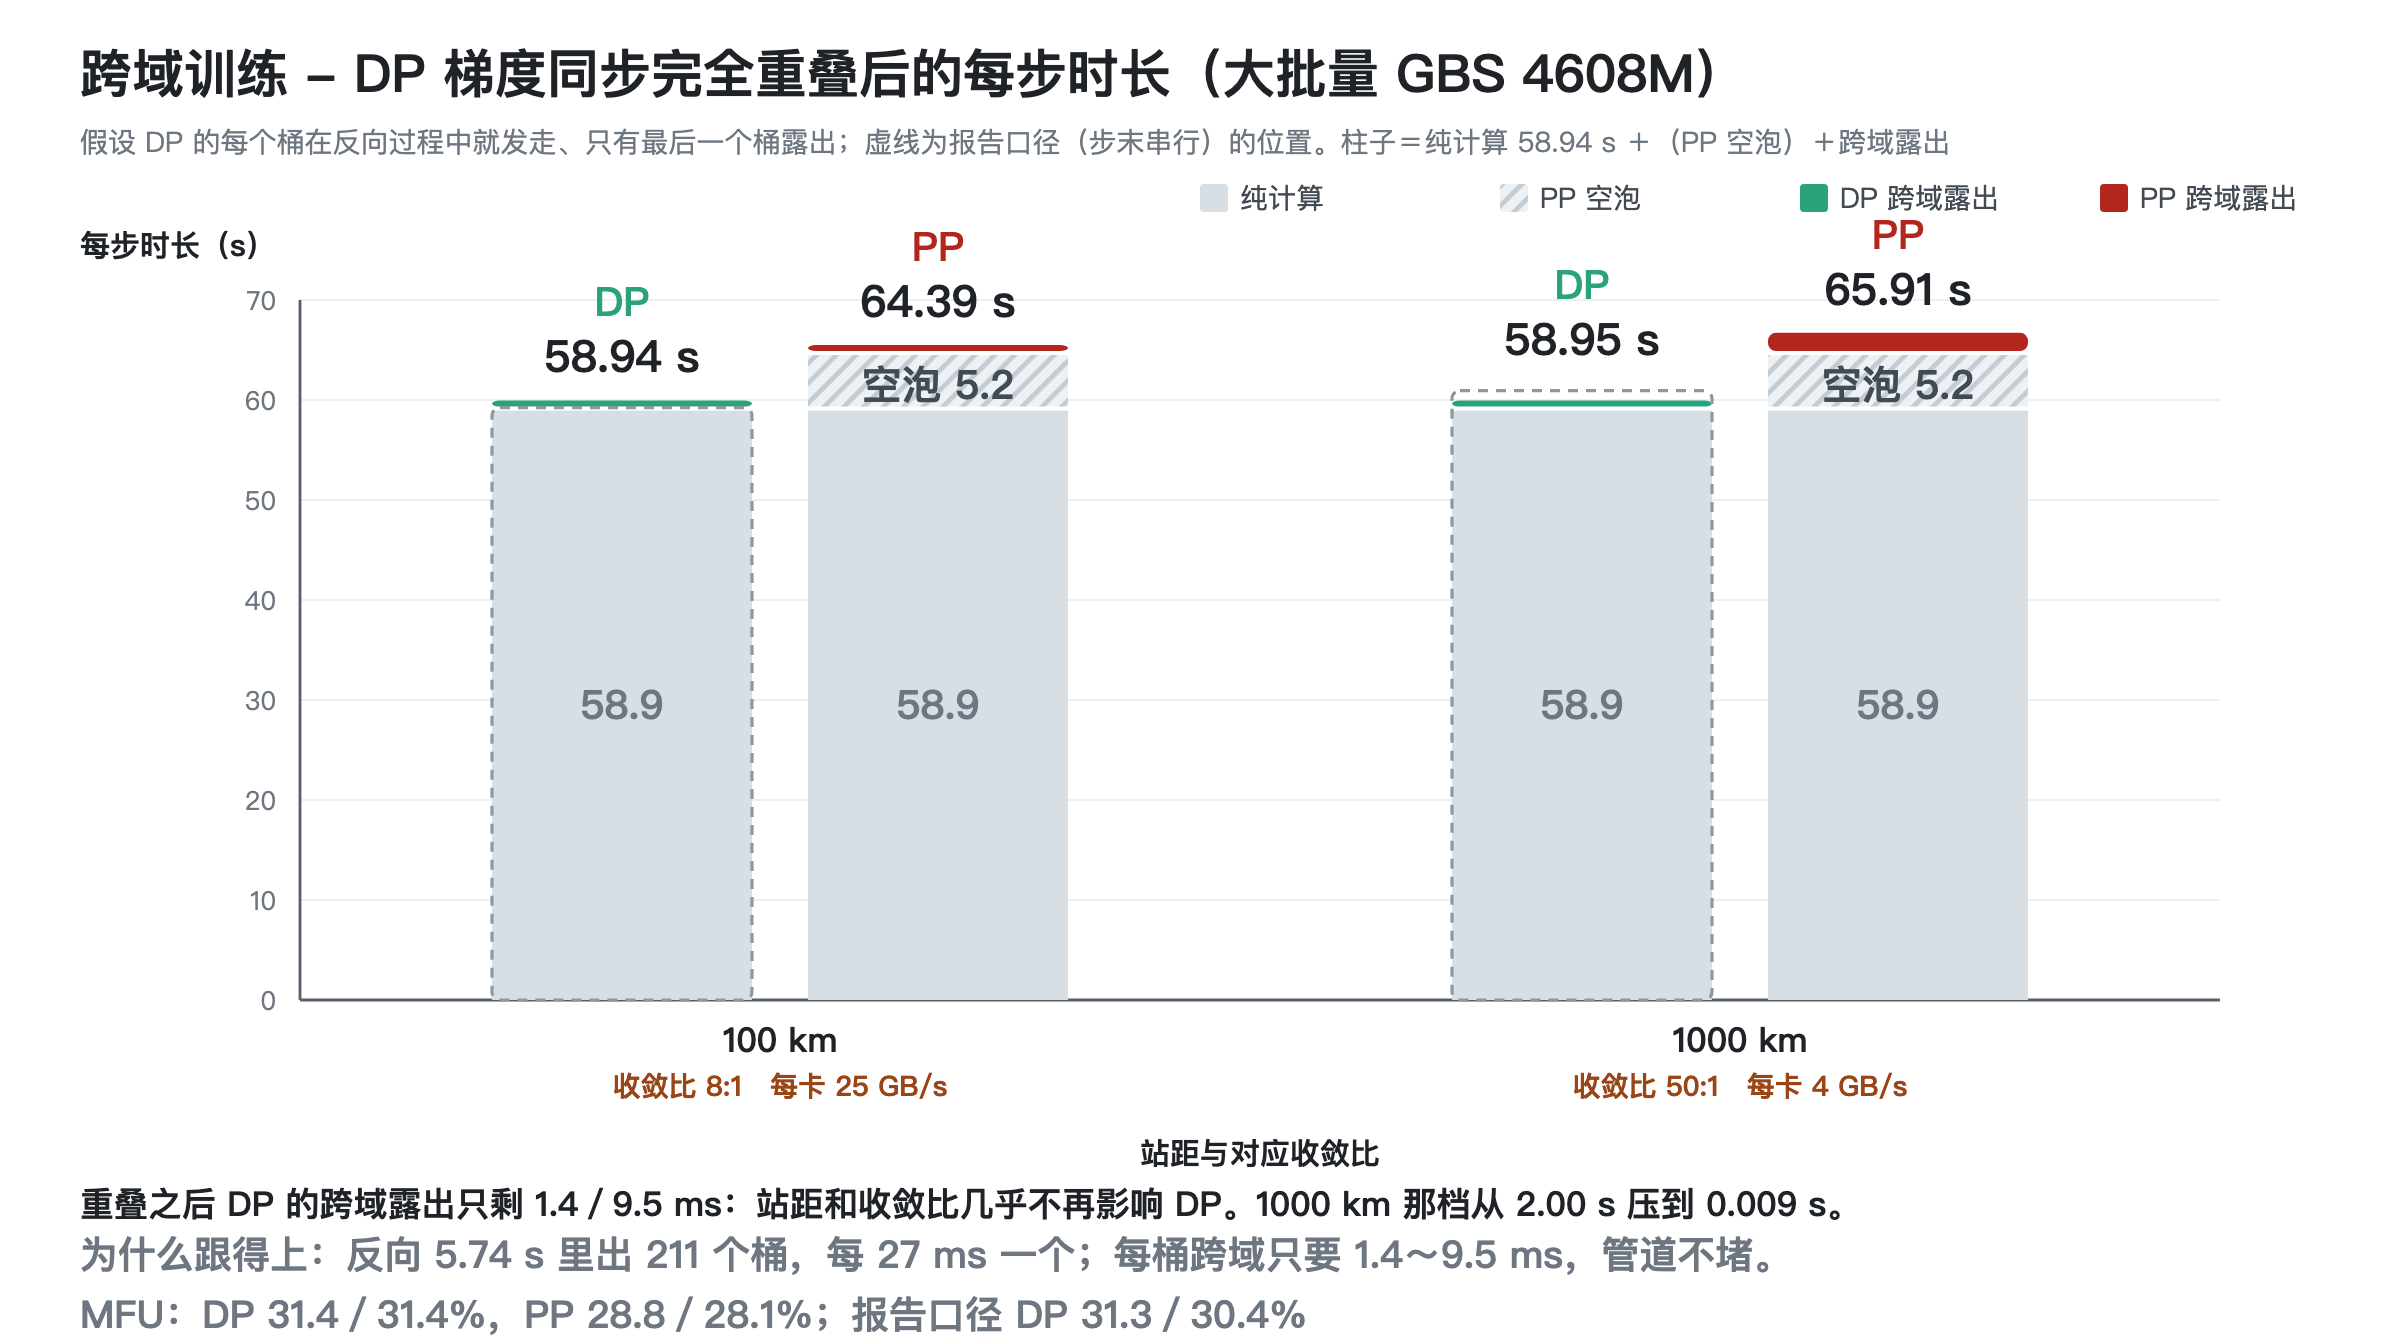 跨域训练 – DP 梯度同步完全重叠后的每步时长（大批量 GBS 4608M）
假设 DP 的每个桶在反向过程中就发走、只有最后一个桶露出；虚线为报告口径（步末串行）的位置。柱子＝纯计算 58.94 s ＋（PP 空泡）＋跨域露出
纯计算 PP 空泡 DP 跨域露出 PP 跨域露出
每步时长（s）
DP
58.94 s
PP
64.39 s
DP
58.95 s
PP
65.91 s
70
60
50
40
30
20
10
0
空泡 5.2
空泡 5.2
58.9
58.9
58.9
58.9
100 km
收敛比 8:1 每卡 25 GB/s
1000 km
收敛比 50:1 每卡 4 GB/s
站距与对应收敛比
重叠之后 DP 的跨域露出只剩 1.4 / 9.5 ms：站距和收敛比几乎不再影响 DP。1000 km 那档从 2.00 s 压到 0.009 s。
为什么跟得上：反向 5.74 s 里出 211 个桶，每 27 ms 一个；每桶跨域只要 1.4～9.5 ms，管道不堵。
MFU：DP 31.4 / 31.4%，PP 28.8 / 28.1%；报告口径 DP 31.3 / 30.4%